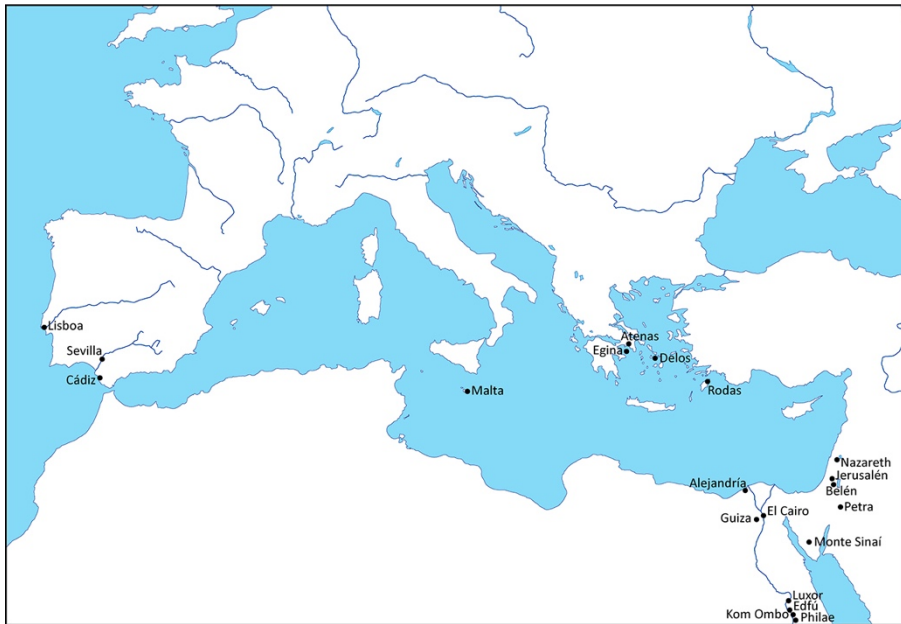 Lisboa
Sevilla
Cádiz
Malta
Atenas
Egina
Delos
Rodas
Nazareth
Jerusalén
Belén
Alejandría
Petra
El Cairo
Guiza
Monte Sinaí
Luxor
Edfú
Kom Ombo
Philae